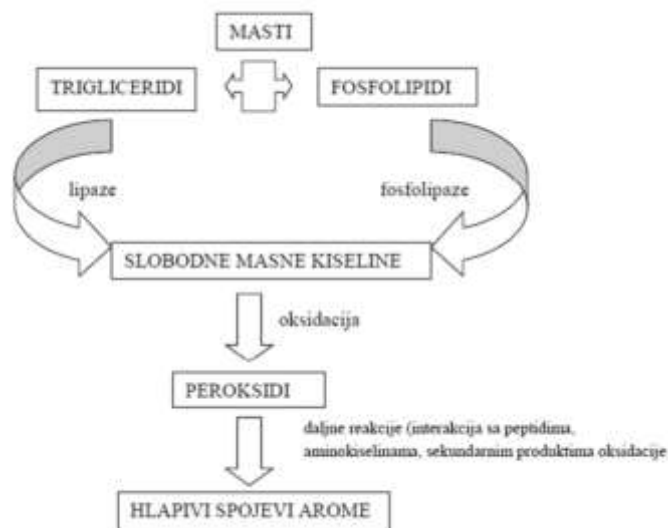 MASTI
TRIGLICERIDI
FOSFOLIPIDI
lipaze
fosfolipaze
SLOBODNE MASNE KISELINE
oksidacija
PEROKSIDI
daljne reakcije (interakcija sa peptidima,
aminokiselinama, sekundarnim produktima oksidacije
HLAPIVI SPOJEVI AROME